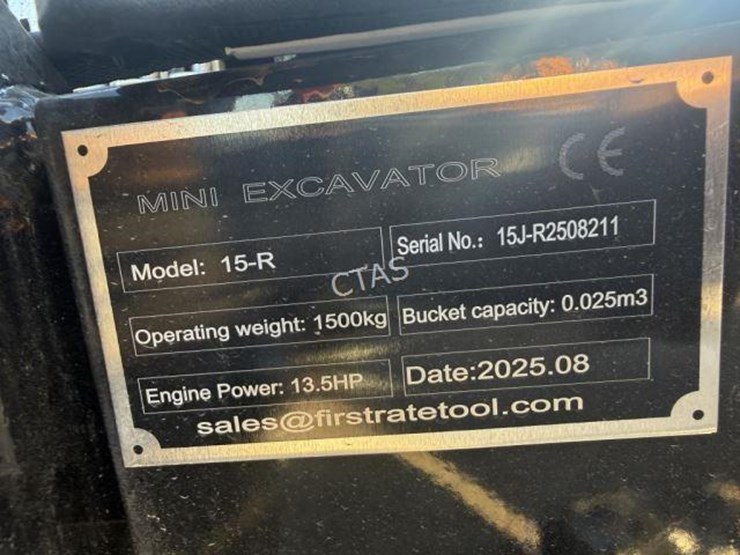 MINI EXCAVATOR CE
Model: 15-R
Serial No.: 15J-R2508211
CTAS
Operating weight: 1500kg
Bucket capacity: 0.025m3
Engine Power: 13.5HP
Date:2025.08
sales@firstratetool.com